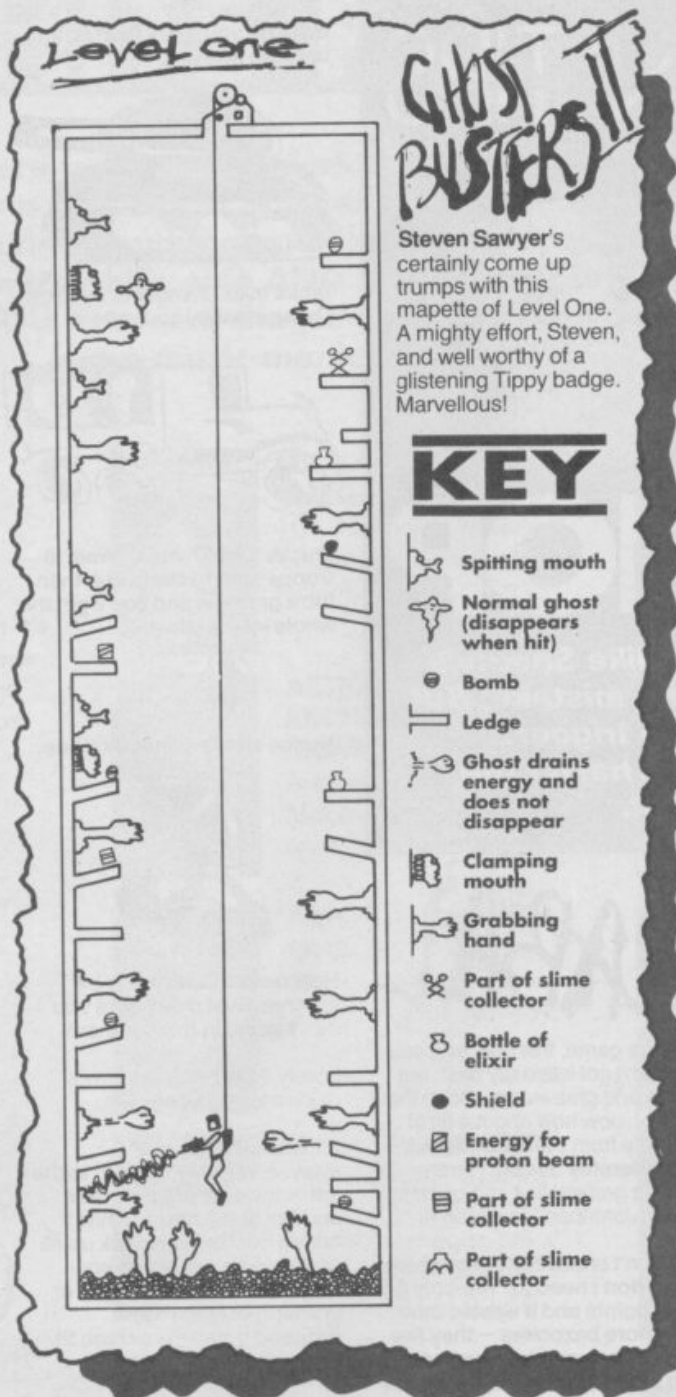 Level One
GHOST
BUSTERS II
Steven Sawyer's
certainly come up
trumps with this
mapette of Level One.
A mighty effort, Steven,
and well worthy of a
glistening Tippy badge.
Marvellous!
KEY
Spitting mouth
Normal ghost
(disappears
when hit)
Bomb
Ledge
Ghost drains
energy and
does not
disappear
Clamping
mouth
Grabbing
hand
Part of slime
collector
Bottle of
elixir
Shield
Energy for
proton beam
Part of slime
collector
Part of slime
collector